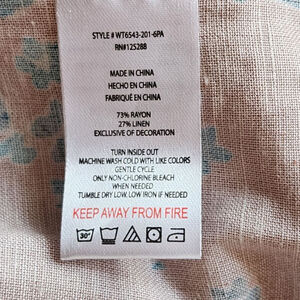 STYLE # WT6543-201-6PA
RN#125288
MADE IN CHINA
HECHO EN CHINA
FABRIQUÉ EN CHINA
73% RAYON
27% LINEN
EXCLUSIVE OF DECORATION
TURN INSIDE OUT
MACHINE WASH COLD WITH LIKE COLORS
GENTLE CYCLE
ONLY NON-CHLORINE BLEACH
WHEN NEEDED
TUMBLE DRY LOW, LOW IRON IF NEEDED
KEEP AWAY FROM FIRE
30°